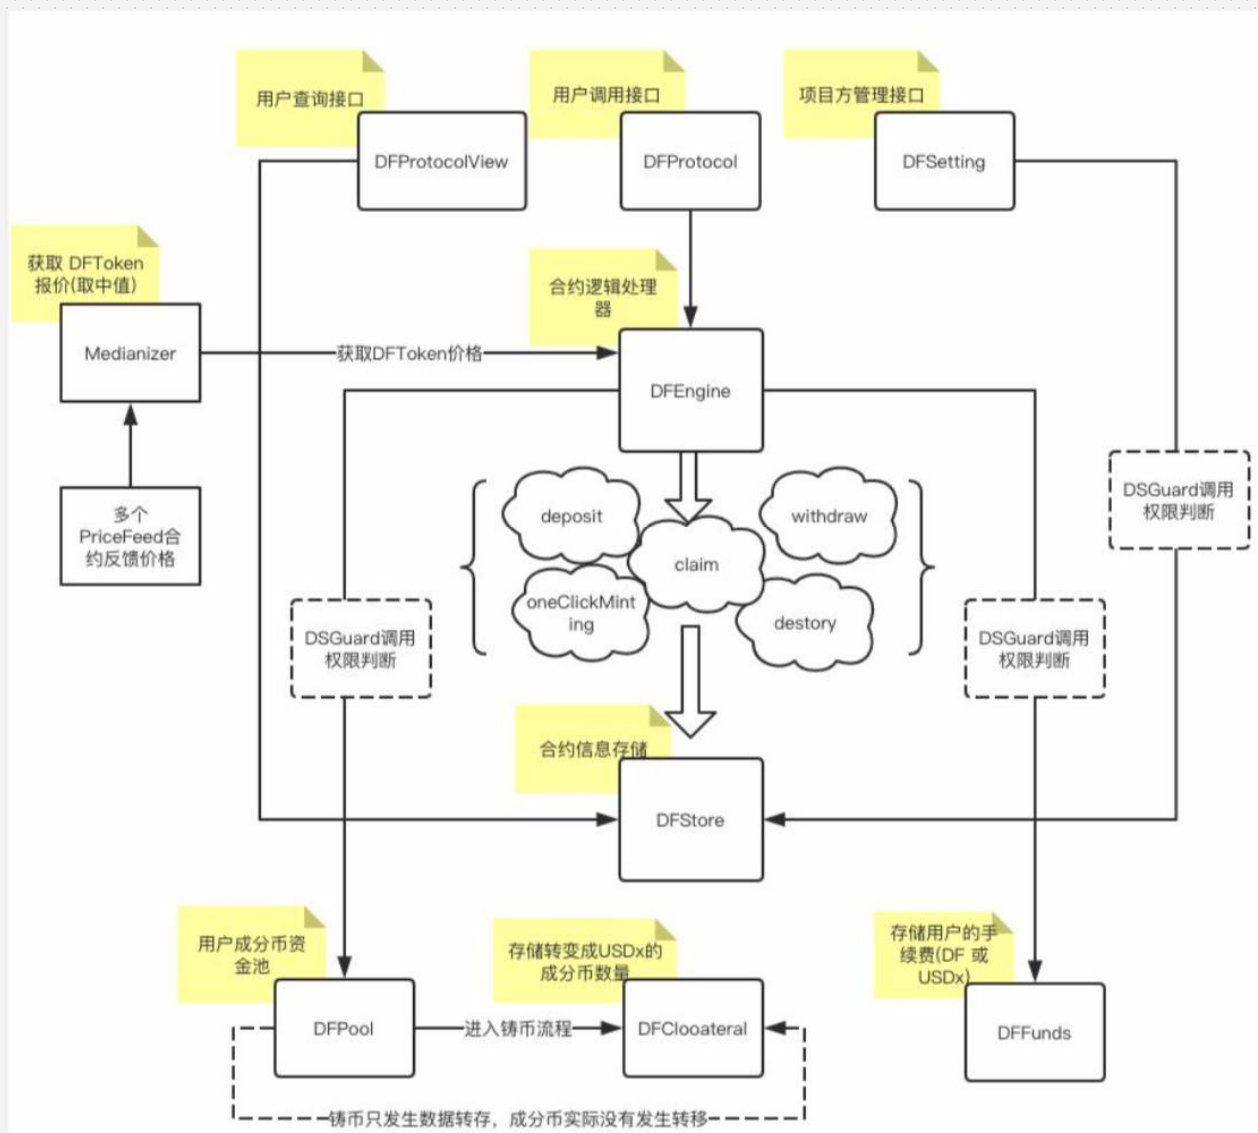 用户查询接口
用户调用接口
项目方管理接口
DFProtocolView
DFProtocol
DFSetting
获取 DFToken
报价(取中值)
合约逻辑处理
器
Medianizer
获取DFToken价格
DFEngine
多个
PriceFeed合
约反馈价格
deposit
withdraw
claim
oneClickMint
ing
destory
DSGuard调用
权限判断
DSGuard调用
权限判断
DSGuard调用
权限判断
合约信息存储
DFStore
用户成分币资
金池
存储转变成USDx的
成分币数量
存储用户的手
续费(DF 或
USDx)
DFPool
进入铸币流程
DFClooateral
DFFunds
铸币只发生数据转存，成分币实际没有发生转移